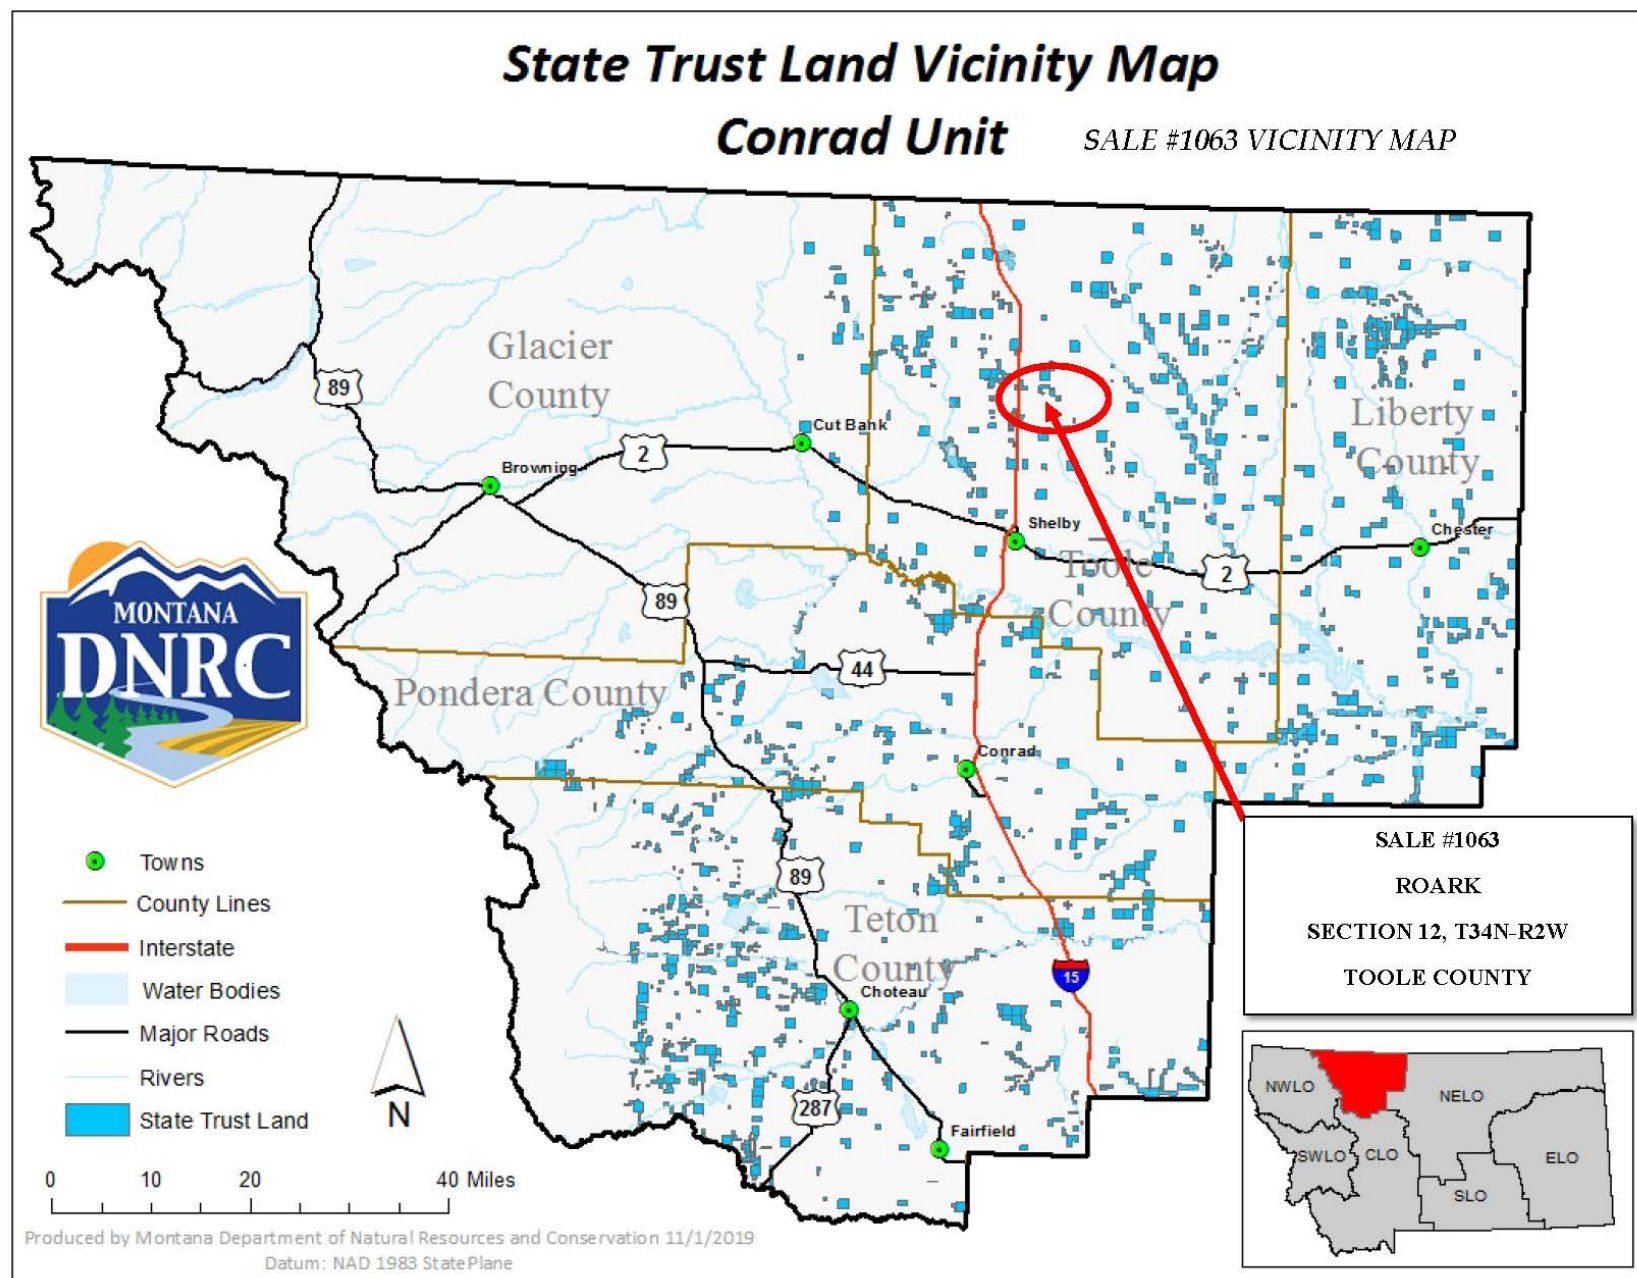 State Trust Land Vicinity Map
Conrad Unit
SALE #1063 VICINITY MAP
Glacier
County
89
Cut Bank
2
Browning
Liberty
County
Shelby
Chester
Toole
County
2
89
44
Pondera County
MONTANA
DNRC
Conrad
89
Teton
County
Choteau
15
287
Fairfield
Towns
County Lines
Interstate
Water Bodies
Major Roads
Rivers
State Trust Land
N
0 10 20 40 Miles
SALE #1063
ROARK
SECTION 12, T34N-R2W
TOOLE COUNTY
NWLO
NELO
SWLO
CLO
ELO
SLO
Produced by Montana Department of Natural Resources and Conservation 11/1/2019
Datum: NAD 1983 StatePlane